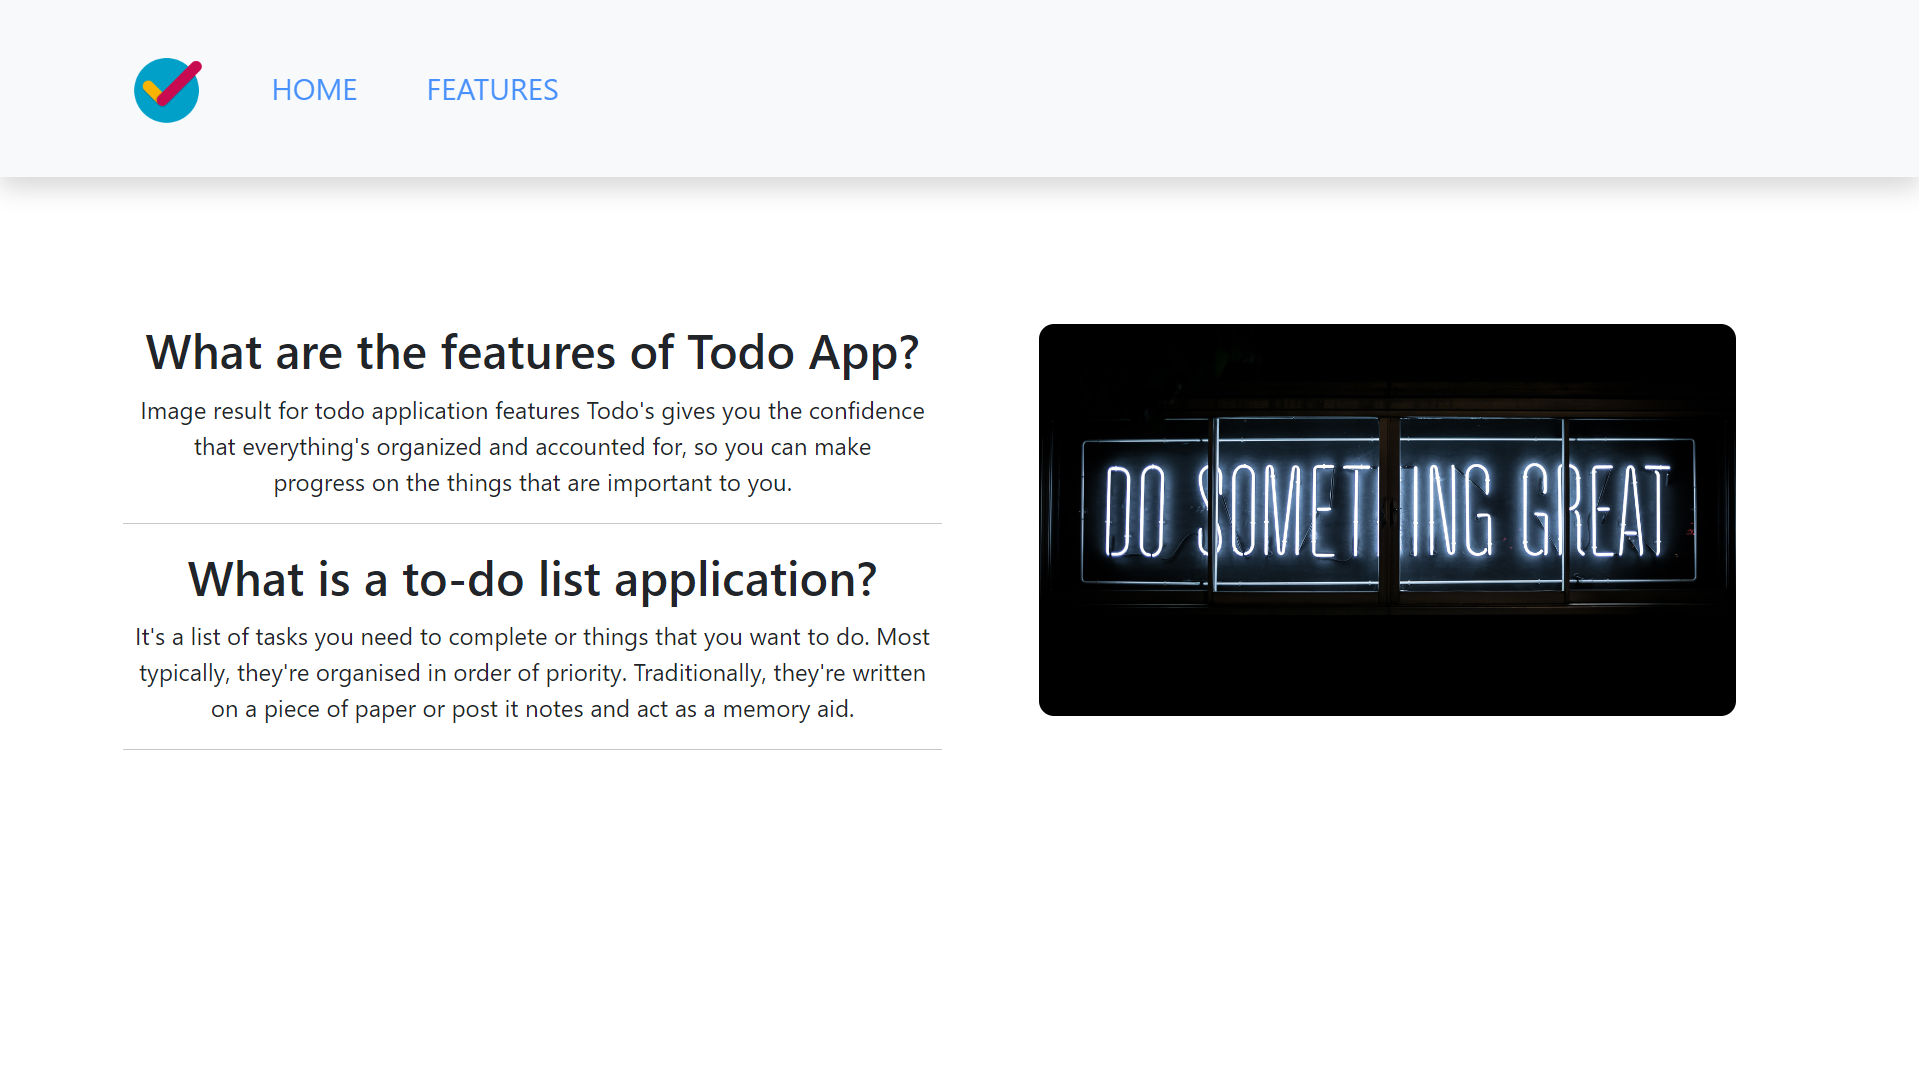 HOME
FEATURES
What are the features of Todo App?
Image result for todo application features Todo's gives you the confidence
that everything's organized and accounted for, so you can make
progress on the things that are important to you.
What is a to-do list application?
It's a list of tasks you need to complete or things that you want to do. Most
typically, they're organised in order of priority. Traditionally, they're written
on a piece of paper or post it notes and act as a memory aid.
DO SOMETHING GREAT